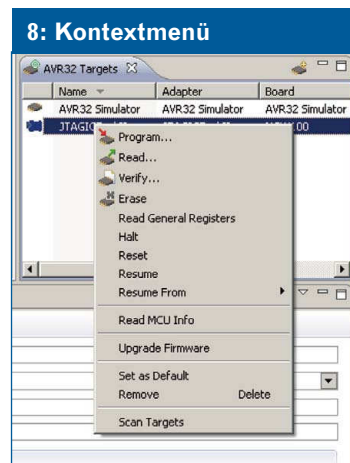 8: Kontextmenü
AVR32 Targets
Name Adapter Board
AVR32 Simulator AVR32 Simulator AVR32 Simulator
Program...
Read...
Verify...
Erase
Read General Registers
Halt
Reset
Resume
Resume From
Read MCU Info
Upgrade Firmware
Set as Default
Remove Delete
Scan Targets